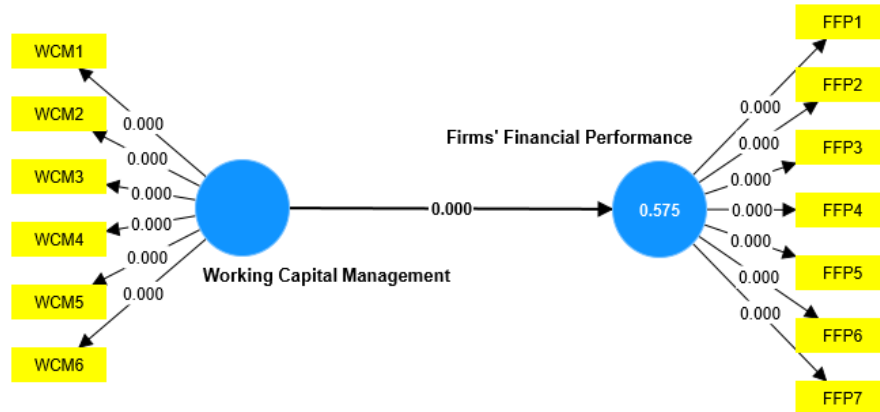 WCM1
WCM2
WCM3
WCM4
WCM5
WCM6
0.000
0.000
0.000
0.000
0.000
0.000
Working Capital Management
0.000
Firms' Financial Performance
0.575
0.000
0.000
0.000
0.000
0.000
0.000
0.000
FFP1
FFP2
FFP3
FFP4
FFP5
FFP6
FFP7